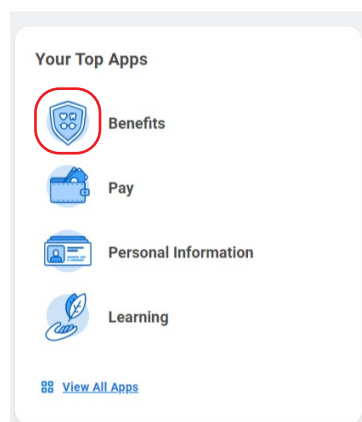 Your Top Apps
Benefits
Pay
Personal Information
Learning
View All Apps